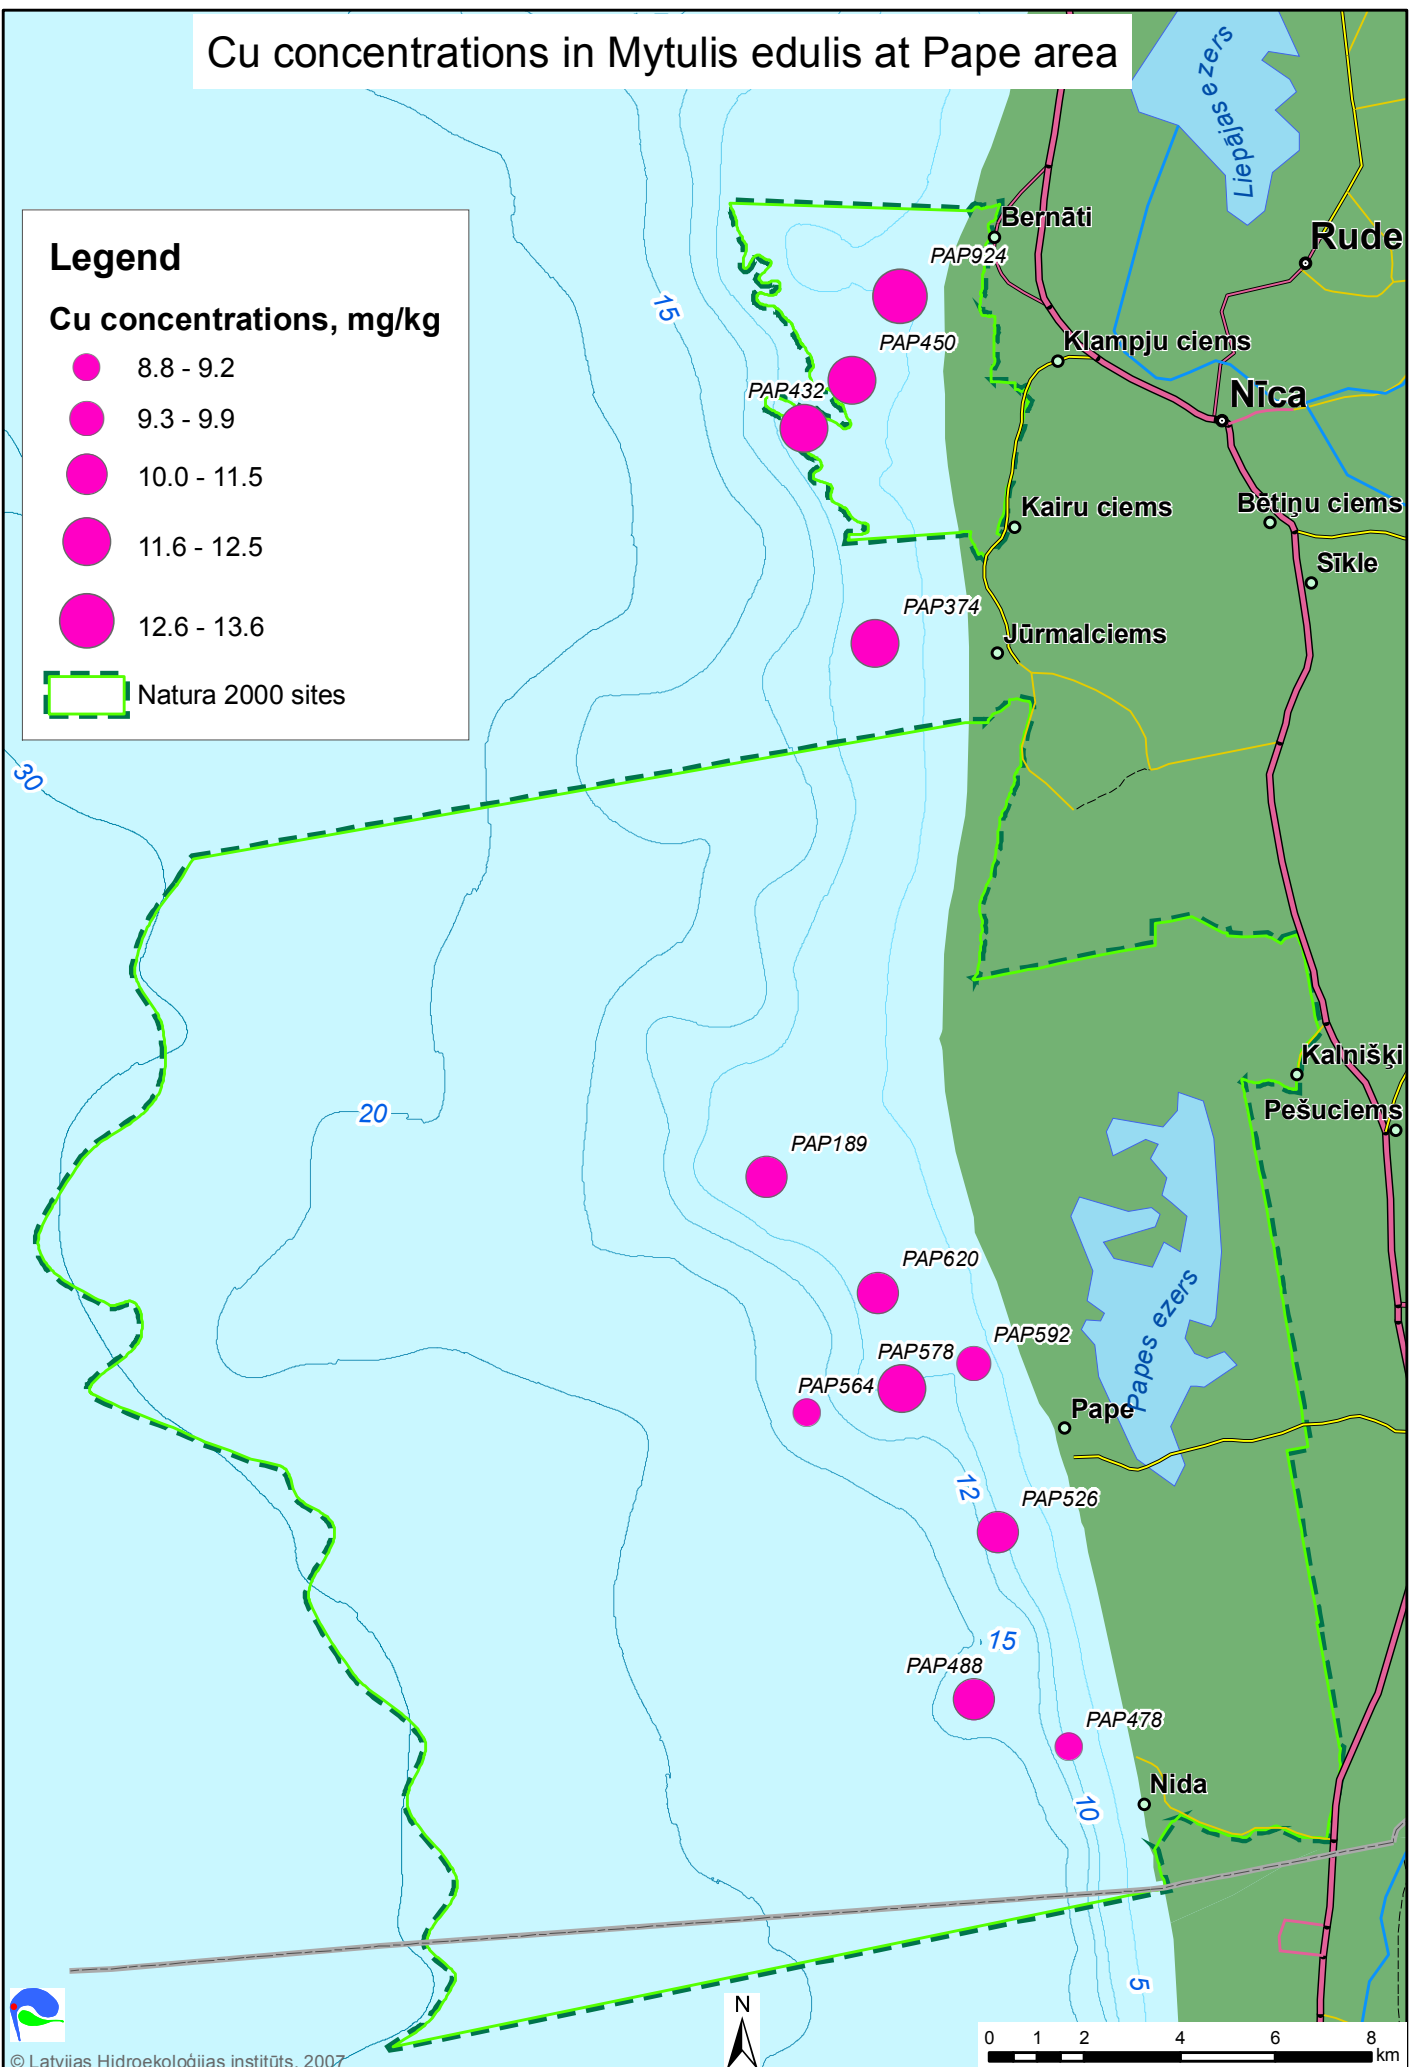 Cu concentrations in Mytulis edulis at Pape area
Liepājas ezers
Legend
Cu concentrations, mg/kg
8.8 - 9.2
9.3 - 9.9
10.0 - 11.5
11.6 - 12.5
12.6 - 13.6
Natura 2000 sites
Bernāti
Rude
PAP924
15
PAP450
Klampju ciems
PAP432
Nīca
Kairu ciems
Bētiņu ciems
Sīkle
PAP374
Jūrmalciems
30
Kalnišķi
20
Pešuciems
PAP189
PAP620
Papes ezers
PAP592
PAP578
PAP564
Pape
12
PAP526
15
PAP488
PAP478
Nida
10
5
N
0 1 2 4 6 8
km
© Latvijas Hidroekoloģijas institūts, 2007